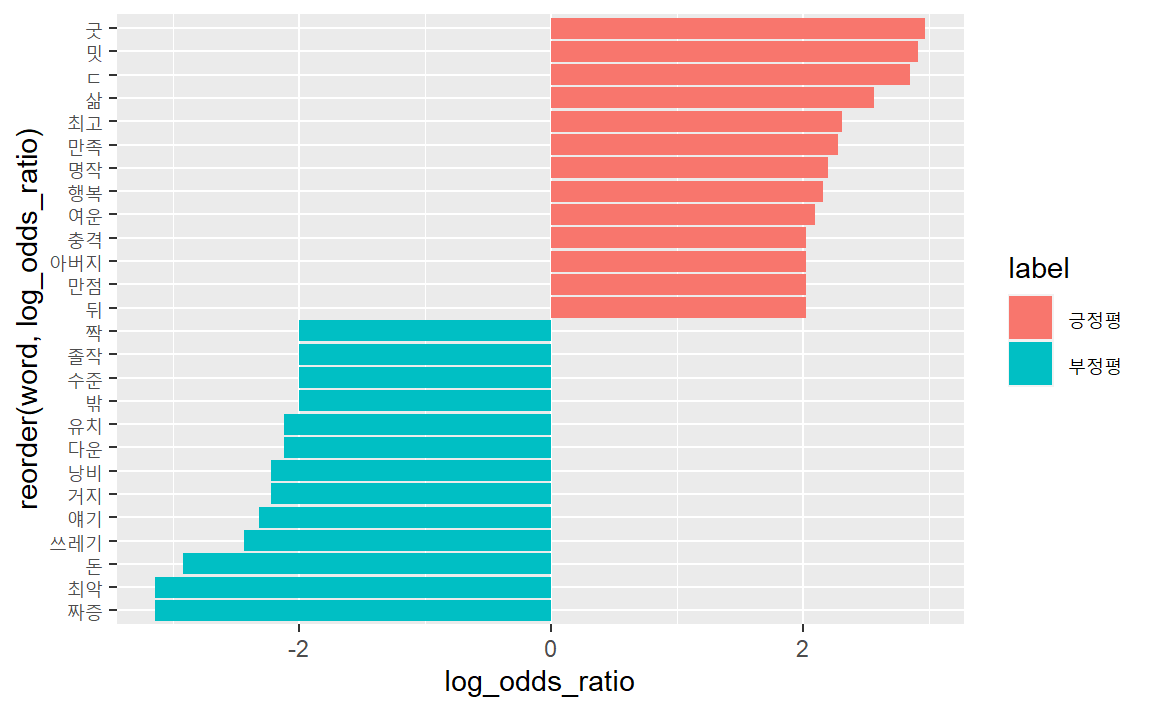 굿
밋
ㄷ
삶
최고
만족
명작
행복
여운
충격
아버지
만점
뒤
짝
졸작
수준
밖
유치
다운
낭비
거지
얘기
쓰레기
돈
최악
짜증
reorder(word, log_odds_ratio)
-2 0 2
log_odds_ratio
label
긍정평
부정평